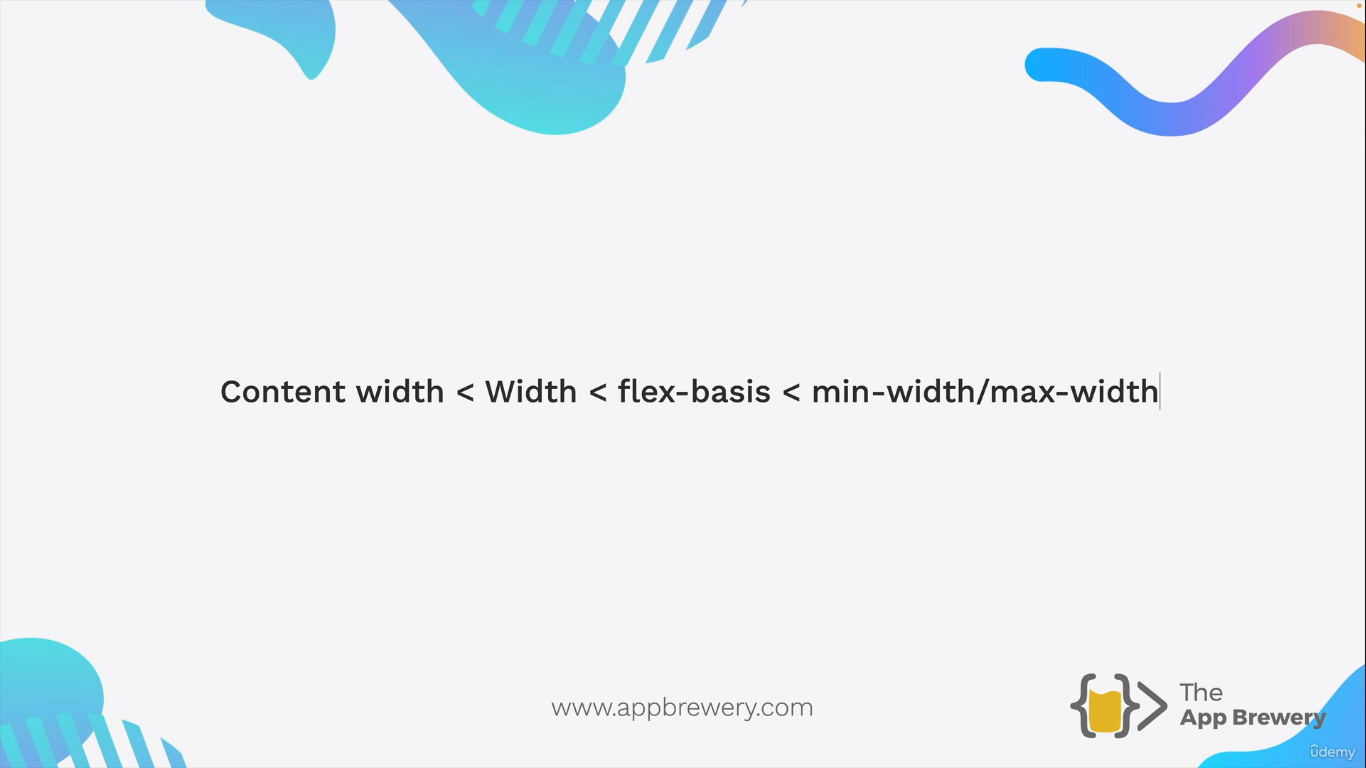 Content width < Width < flex-basis < min-width/max-width
www.appbrewery.com
The
App Brewery
ûdemy